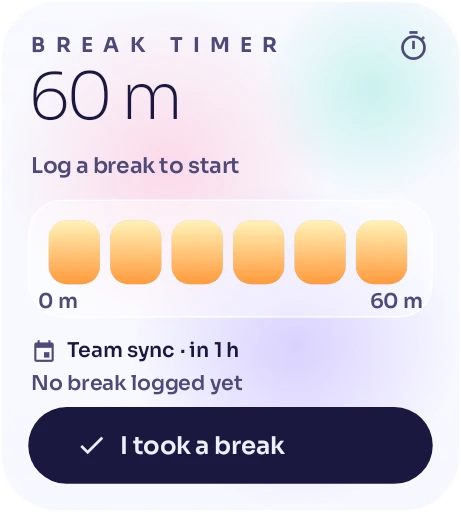 BREAK TIMER
60 m
Log a break to start
0 m 60 m
Team sync · in 1 h
No break logged yet
I took a break